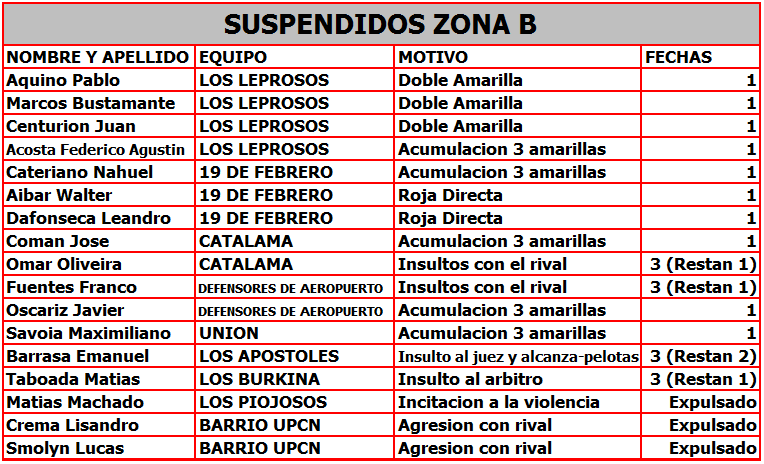 SUSPENDIDOS ZONA B
NOMBRE Y APELLIDO EQUIPO MOTIVO FECHAS
Aquino Pablo LOS LEPROSOS Doble Amarilla 1
Marcos Bustamante LOS LEPROSOS Doble Amarilla 1
Centurion Juan LOS LEPROSOS Doble Amarilla 1
Acosta Federico Agustin LOS LEPROSOS Acumulacion 3 amarillas 1
Cateriano Nahuel 19 DE FEBRERO Acumulacion 3 amarillas 1
Aibar Walter 19 DE FEBRERO Roja Directa 1
Dafonseca Leandro 19 DE FEBRERO Roja Directa 1
Coman Jose CATALAMA Acumulacion 3 amarillas 1
Omar Oliveira CATALAMA Insultos con el rival 3 (Restan 1)
Fuentes Franco DEFENSORES DE AEROPUERTO Insultos con el rival 3 (Restan 1)
Oscariz Javier DEFENSORES DE AEROPUERTO Acumulacion 3 amarillas 1
Savoia Maximiliano UNION Acumulacion 3 amarillas 1
Barrasa Emanuel LOS APOSTOLES Insulto al juez y alcanza-pelotas 3 (Restan 2)
Taboada Matias LOS BURKINA Insulto al arbitro 3 (Restan 1)
Matias Machado LOS PIOJOSOS Incitacion a la violencia Expulsado
Crema Lisandro BARRIO UPCN Agresion con rival Expulsado
Smolyn Lucas BARRIO UPCN Agresion con rival Expulsado